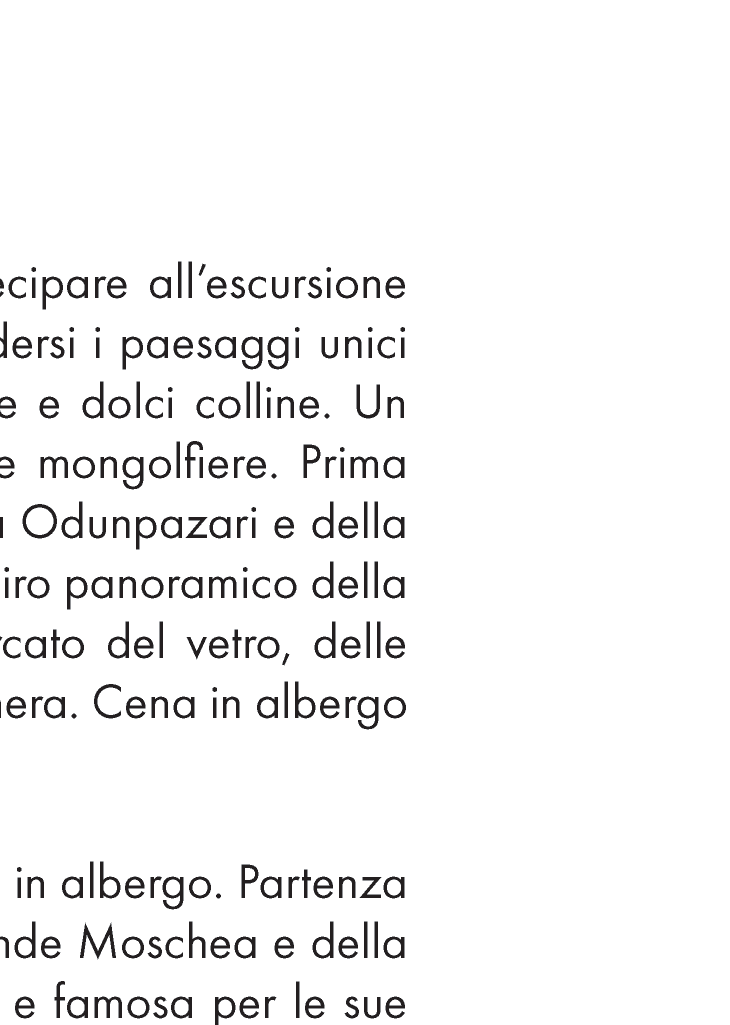 ecipare all’escursione
dersi i paesaggi unici
e e dolci colline. Un
e mongolfiere. Prima
a Odunpazari e della
iro panoramico della
rcato del vetro, delle
nera. Cena in albergo
in albergo. Partenza
nde Moschea e della
e famosa per le sue